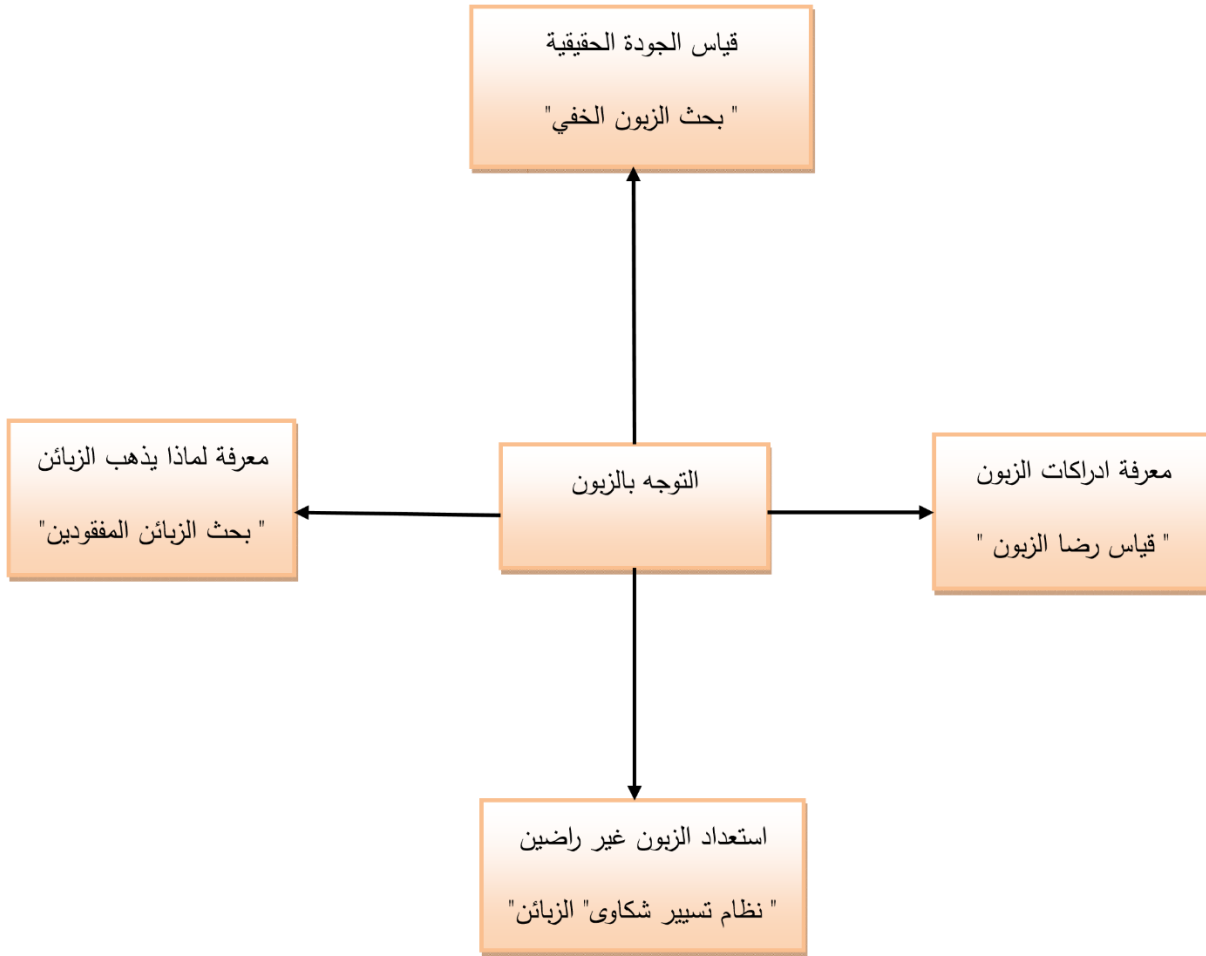 قياس الجودة الحقيقية
" بحث الزبون الخفي"
معرفة ادراكات الزبون
" قياس رضا الزبون "
التوجه بالزبون
معرفة لماذا يذهب الزبائن
" بحث الزبائن المفقودين"
استعداد الزبون غير راضين
" نظام تسيير شكاوى" الزبائن"